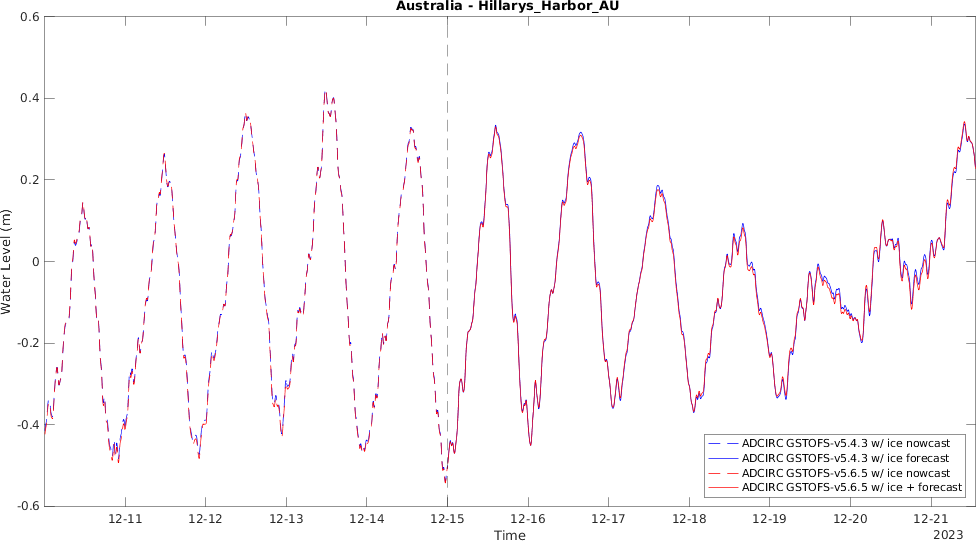 Australia - Hillarys_Harbor_AU
0.6
0.4
0.2
0
-0.2
-0.4
-0.6
Water Level (m)
12-11 12-12 12-13 12-14 12-15 12-16 12-17 12-18 12-19 12-20 12-21
Time
2023
ADCIRC GSTOFS-v5.4.3 w/ ice nowcast
ADCIRC GSTOFS-v5.4.3 w/ ice forecast
ADCIRC GSTOFS-v5.6.5 w/ ice nowcast
ADCIRC GSTOFS-v5.6.5 w/ ice + forecast